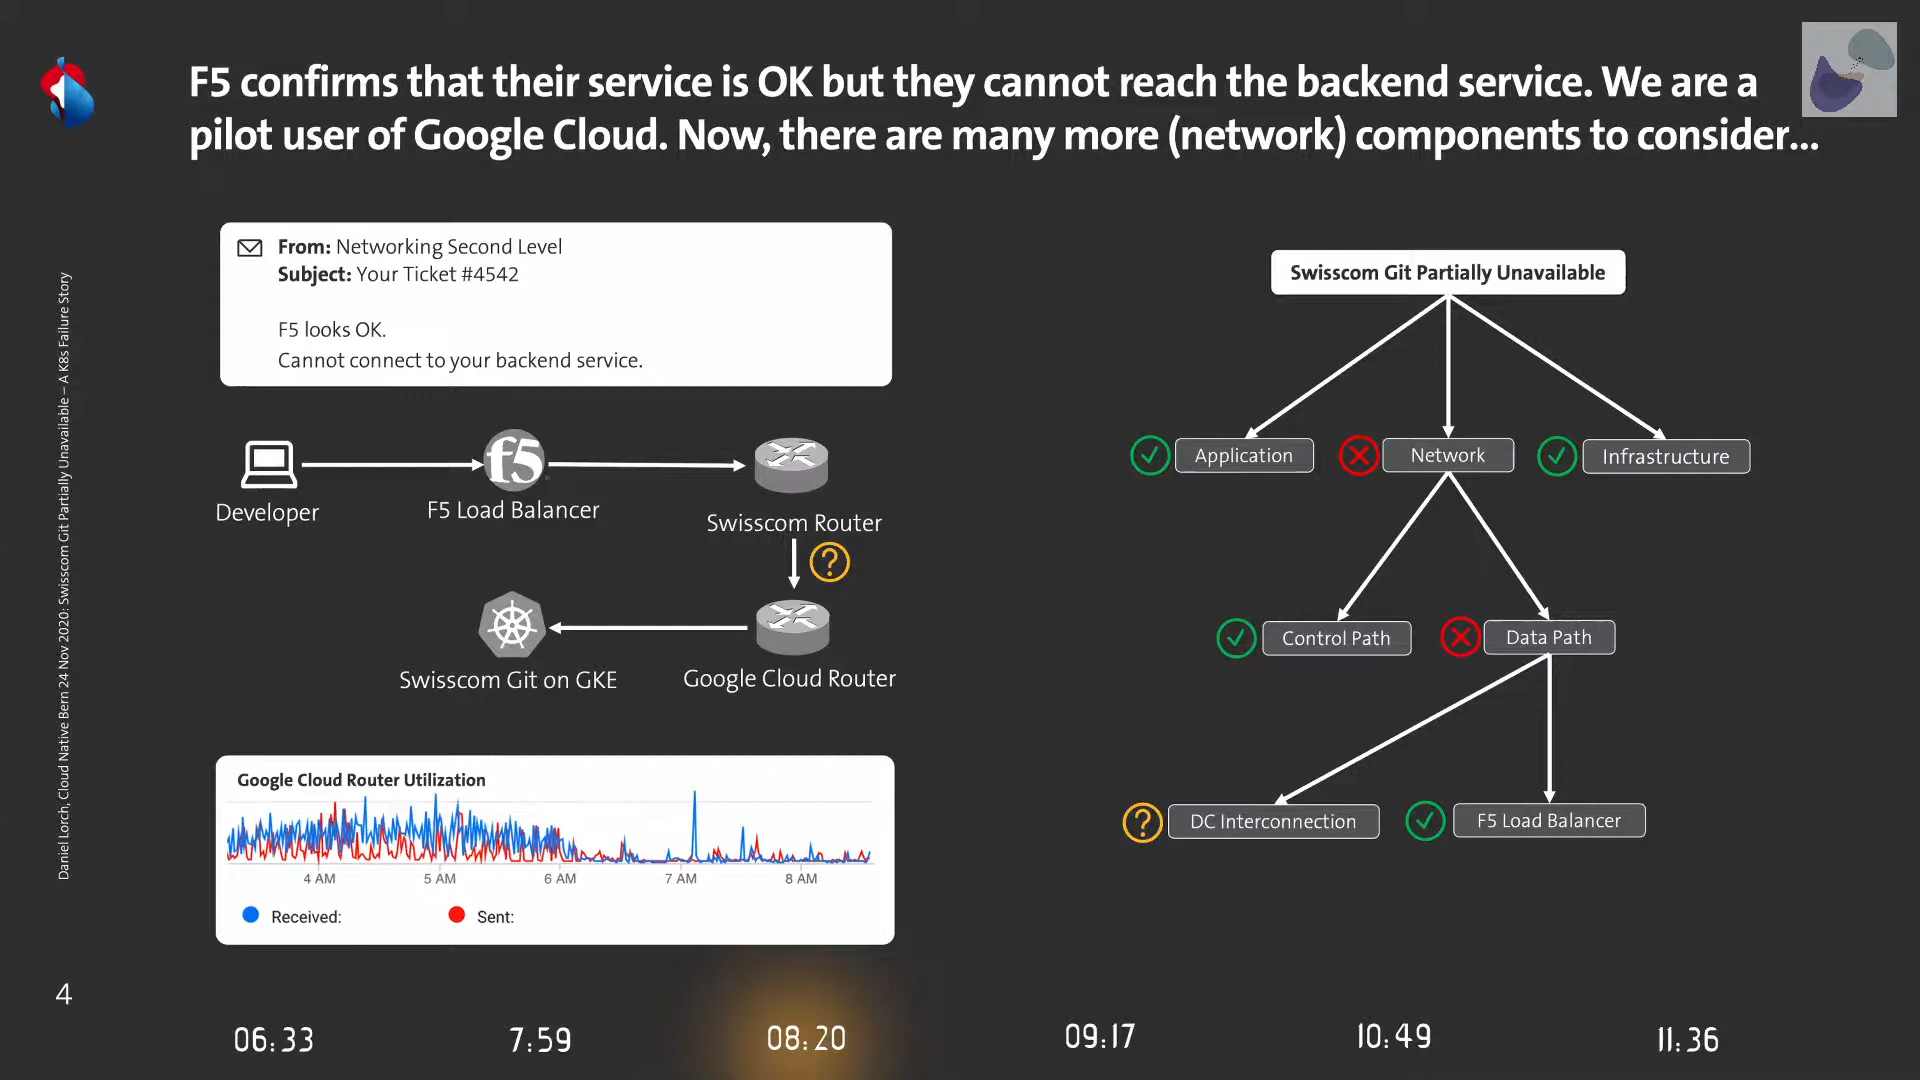 F5 confirms that their service is OK but they cannot reach the backend service. We are a
pilot user of Google Cloud. Now, there are many more (network) components to consider...
Daniel Lorch, Cloud Native Bern 24 Nov 2020: Swisscom Git Partially Unavailable – A K8s Failure Story
From: Networking Second Level
Subject: Your Ticket #4542
F5 looks OK.
Cannot connect to your backend service.
f5
Developer
F5 Load Balancer
Swisscom Router
?
Swisscom Git on GKE
Google Cloud Router
Google Cloud Router Utilization
4 AM
5 AM
6 AM
7 AM
8 AM
Received:
Sent:
Swisscom Git Partially Unavailable
Application
Network
Infrastructure
Control Path
Data Path
?
DC Interconnection
F5 Load Balancer
4
06:33
7:59
08:20
09:17
10:49
11:36